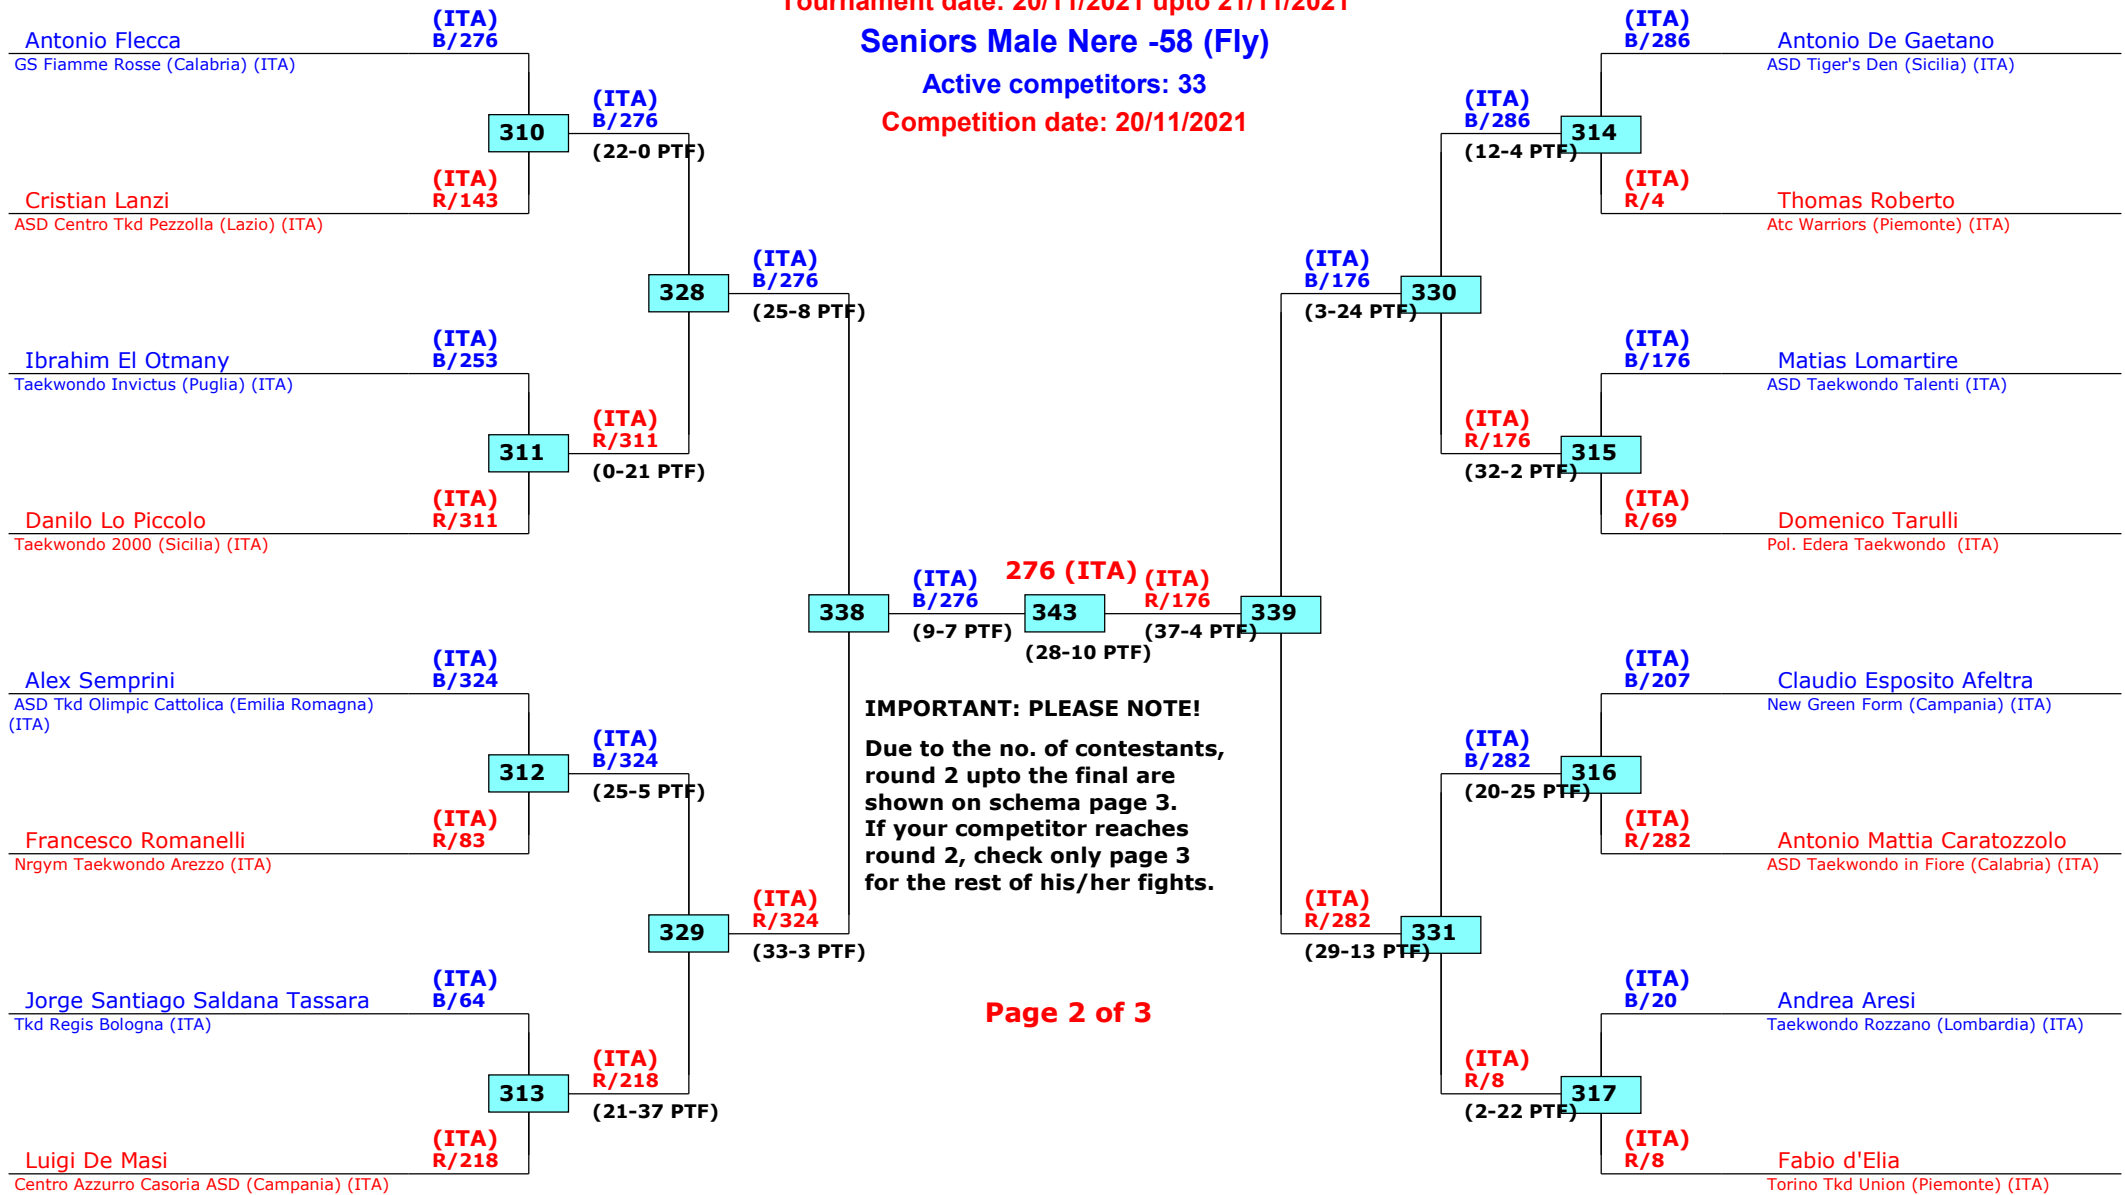 Tournament date: 20/11/2021 upto 21/11/2021
Seniors Male Nere -58 (Fly)
Active competitors: 33
Competition date: 20/11/2021
Antonio Flecca
(ITA)
B/276
GS Fiamme Rosse (Calabria) (ITA)
310
(ITA)
B/276
(22-0 PTF)
Cristian Lanzi
(ITA)
R/143
ASD Centro Tkd Pezzolla (Lazio) (ITA)
328
(ITA)
B/276
(25-8 PTF)
Ibrahim El Otmany
(ITA)
B/253
Taekwondo Invictus (Puglia) (ITA)
311
(ITA)
R/311
(0-21 PTF)
Danilo Lo Piccolo
(ITA)
R/311
Taekwondo 2000 (Sicilia) (ITA)
338
(ITA)
B/276
(9-7 PTF)
276 (ITA)
343
(28-10 PTF)
(ITA)
R/176
(37-4 PTF)
339
Alex Semprini
(ITA)
B/324
ASD Tkd Olimpic Cattolica (Emilia Romagna)
(ITA)
312
(ITA)
B/324
(25-5 PTF)
Francesco Romanelli
(ITA)
R/83
Nrgym Taekwondo Arezzo (ITA)
329
(ITA)
R/324
(33-3 PTF)
Jorge Santiago Saldana Tassara
(ITA)
B/64
Tkd Regis Bologna (ITA)
313
(ITA)
R/218
(21-37 PTF)
Luigi De Masi
(ITA)
R/218
Centro Azzurro Casoria ASD (Campania) (ITA)
IMPORTANT: PLEASE NOTE!
Due to the no. of contestants,
round 2 upto the final are
shown on schema page 3.
If your competitor reaches
round 2, check only page 3
for the rest of his/her fights.
Page 2 of 3
(ITA)
B/286
Antonio De Gaetano
ASD Tiger's Den (Sicilia) (ITA)
(ITA)
B/286
(12-4 PTF)
314
(ITA)
R/4
Thomas Roberto
Atc Warriors (Piemonte) (ITA)
(ITA)
B/176
(3-24 PTF)
330
(ITA)
B/176
Matias Lomartire
ASD Taekwondo Talenti (ITA)
(ITA)
R/176
(32-2 PTF)
315
(ITA)
R/69
Domenico Tarulli
Pol. Edera Taekwondo (ITA)
(ITA)
B/207
Claudio Esposito Afeltra
New Green Form (Campania) (ITA)
(ITA)
B/282
(20-25 PTF)
316
(ITA)
R/282
Antonio Mattia Caratozzolo
ASD Taekwondo in Fiore (Calabria) (ITA)
(ITA)
R/282
(29-13 PTF)
331
(ITA)
B/20
Andrea Aresi
Taekwondo Rozzano (Lombardia) (ITA)
(ITA)
R/8
(2-22 PTF)
317
(ITA)
R/8
Fabio d'Elia
Torino Tkd Union (Piemonte) (ITA)